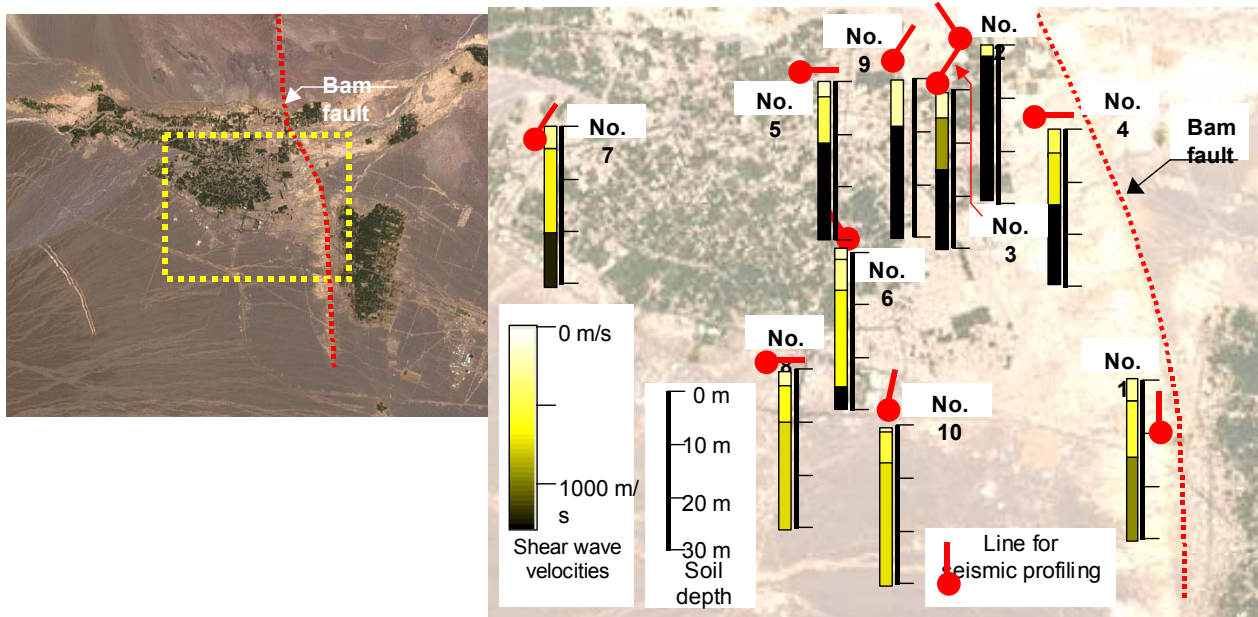 Bam
fault
No.
7
No.
5
No.
9
No.
2
No.
3
No.
4
Bam
fault
No.
6
No.
8
No.
10
No.
1
0 m/s
1000 m/
s
Shear wave
velocities
0 m
10 m
20 m
30 m
Soil
depth
Line for
seismic profiling